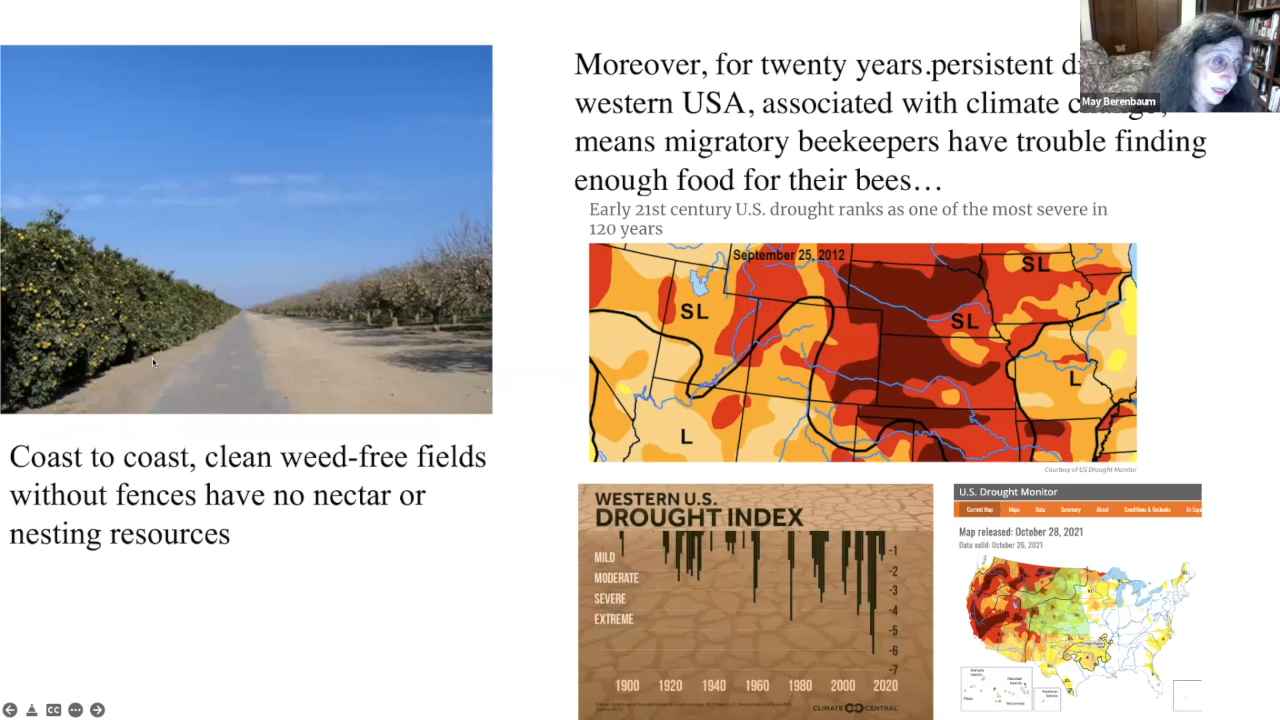 Moreover, for twenty years.persistent
western USA, associated with climate
means migratory beekeepers have trouble finding
enough food for their bees…
May Berenbaum
Early 21st century U.S. drought ranks as one of the most severe in
120 years
September 25, 2012
SL
SL
SL
L
L
Courtesy of US Drought Monitor
Coast to coast, clean weed-free fields
without fences have no nectar or
nesting resources
WESTERN U.S.
DROUGHT INDEX
MILD
MODERATE
SEVERE
EXTREME
-1
-2
-3
-4
-5
-6
-7
1900 1920 1940 1960 1980 2000 2020
CLIMATE CENTRAL
U.S. Drought Monitor
Current Map Maps Data Summary About Conditions & Outlooks En Espa
Map released: October 28, 2021
Data valid: October 26, 2021
CC